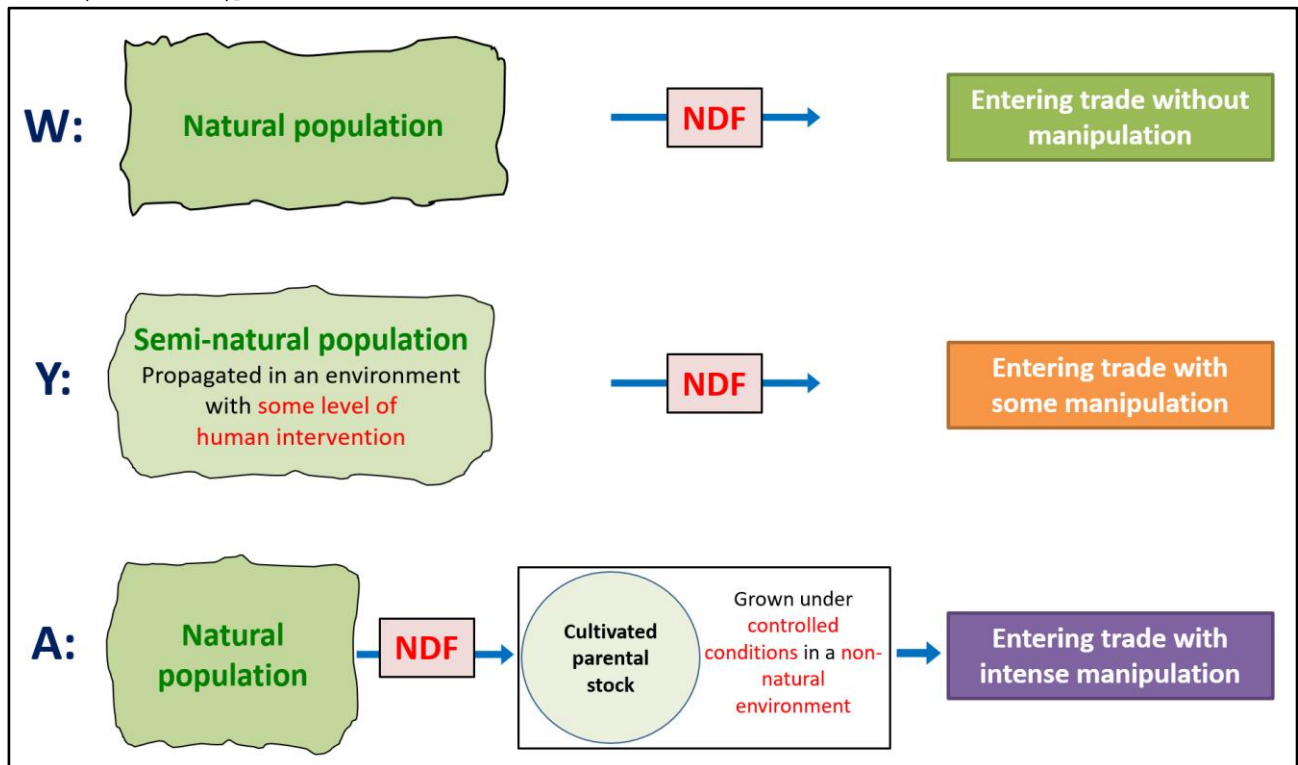 W:
Natural population
NDF
Entering trade without
manipulation
Y:
Semi-natural population
Propagated in an environment
with some level of
human intervention
NDF
Entering trade with
some manipulation
A:
Natural
population
NDF
Cultivated
parental
stock
Grown under
controlled
conditions in a non-
natural
environment
Entering trade with
intense manipulation